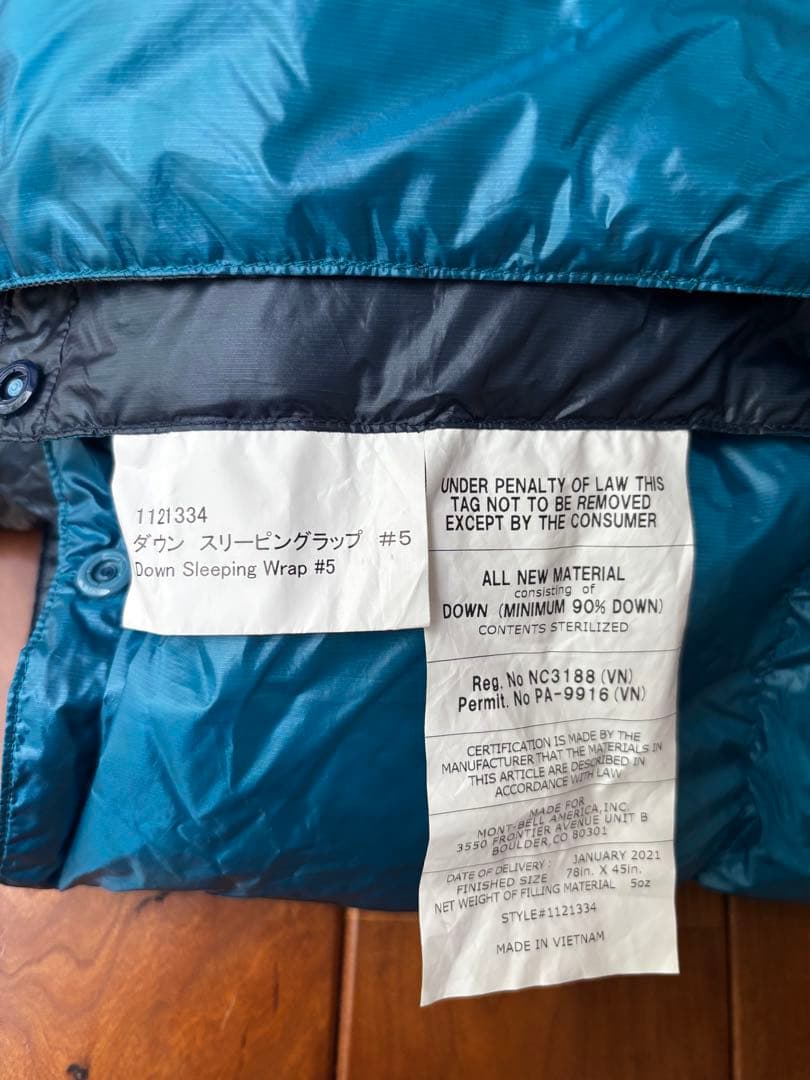 1121334
ダウン スリーピングラップ #5
Down Sleeping Wrap #5
UNDER PENALTY OF LAW THIS
TAG NOT TO BE REMOVED
EXCEPT BY THE CONSUMER
ALL NEW MATERIAL
consisting of
DOWN (MINIMUM 90% DOWN)
CONTENTS STERILIZED
Reg. No NC3188 (VN)
Permit. No PA-9916 (VN)
CERTIFICATION IS MADE BY THE
MANUFACTURER THAT THE MATERIALS IN
THIS ARTICLE ARE DESCRIBED IN
ACCORDANCE WITH LAW
MADE FOR
MONT-BELL AMERICA, INC.
3550 FRONTIER AVENUE UNIT B
BOULDER, CO 80301
DATE OF DELIVERY : JANUARY 2021
FINISHED SIZE 78in. X 45in.
NET WEIGHT OF FILLING MATERIAL 5oz
STYLE#1121334
MADE IN VIETNAM